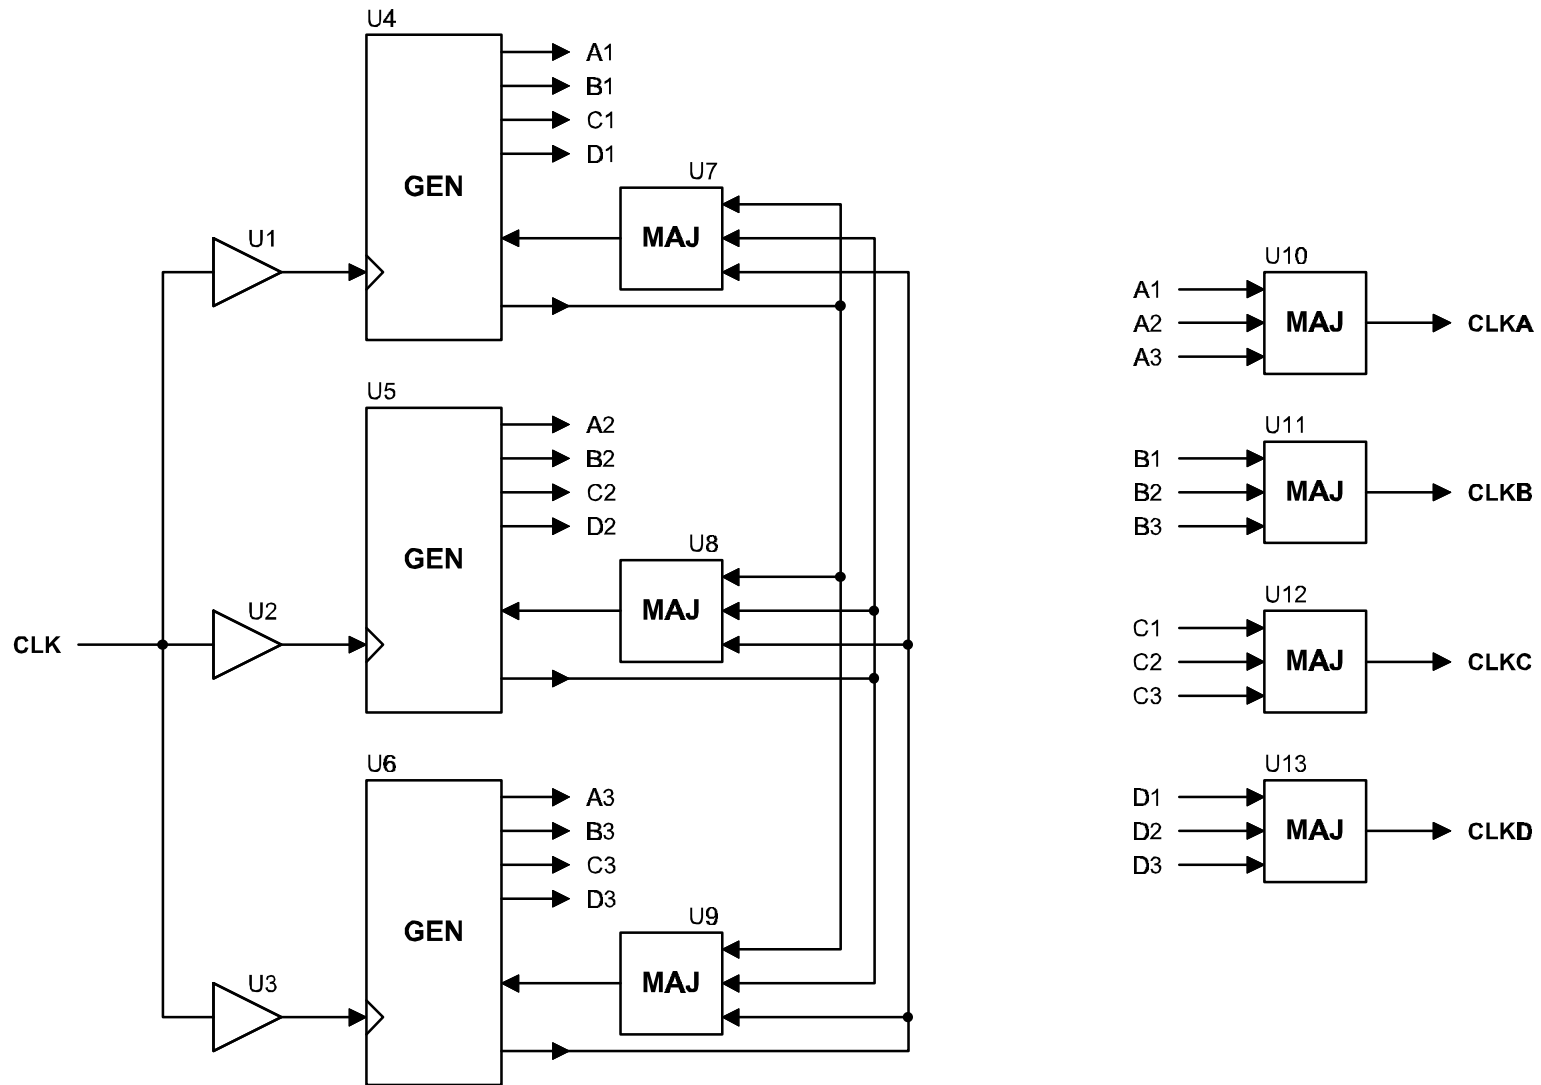 U4
A1
B1
C1
D1
GEN
U7
MAJ
U1
U5
A2
B2
C2
D2
GEN
U8
MAJ
U2
CLK
U6
A3
B3
C3
D3
GEN
U9
MAJ
U3
U10
A1
A2
A3
MAJ
CLKA
U11
B1
B2
B3
MAJ
CLKB
U12
C1
C2
C3
MAJ
CLKC
U13
D1
D2
D3
MAJ
CLKD